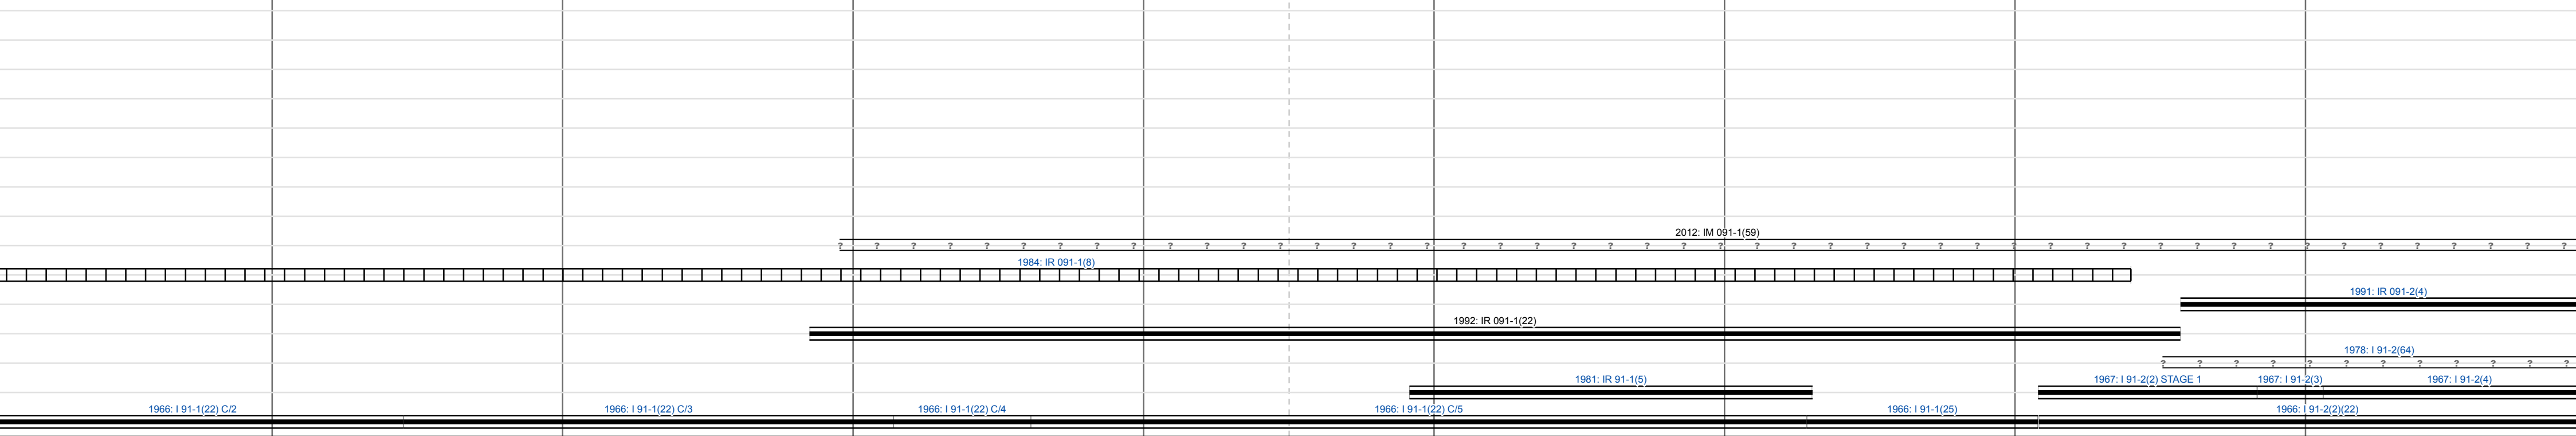 2012: IM 091-1(59)
1984: IR 091-1(8)
1991: IR 091-2(4)
1992: IR 091-1(22)
1978: I 91-2(64)
1981: IR 91-1(5) 1967: I 91-2(2) STAGE 1 1967: I 91-2(3) 1967: I 91-2(4)
1966: I 91-1(22) C/2 1966: I 91-1(22) C/3 1966: I 91-1(22) C/4 1966: I 91-1(22) C/5 1966: I 91-1(25) 1966: I 91-2(2)(22)